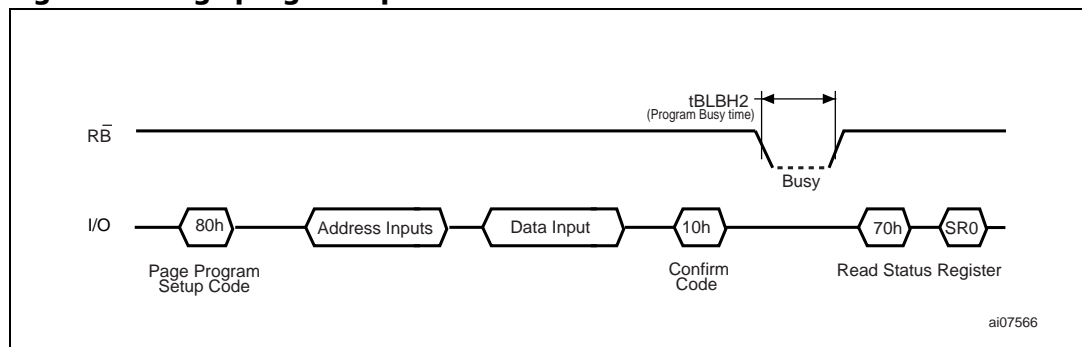 tBLBH2
(Program Busy time)
RB
Busy
I/O
80h
Address Inputs
Data Input
10h
70h
SR0
Page Program
Setup Code
Confirm
Code
Read Status Register
ai07566